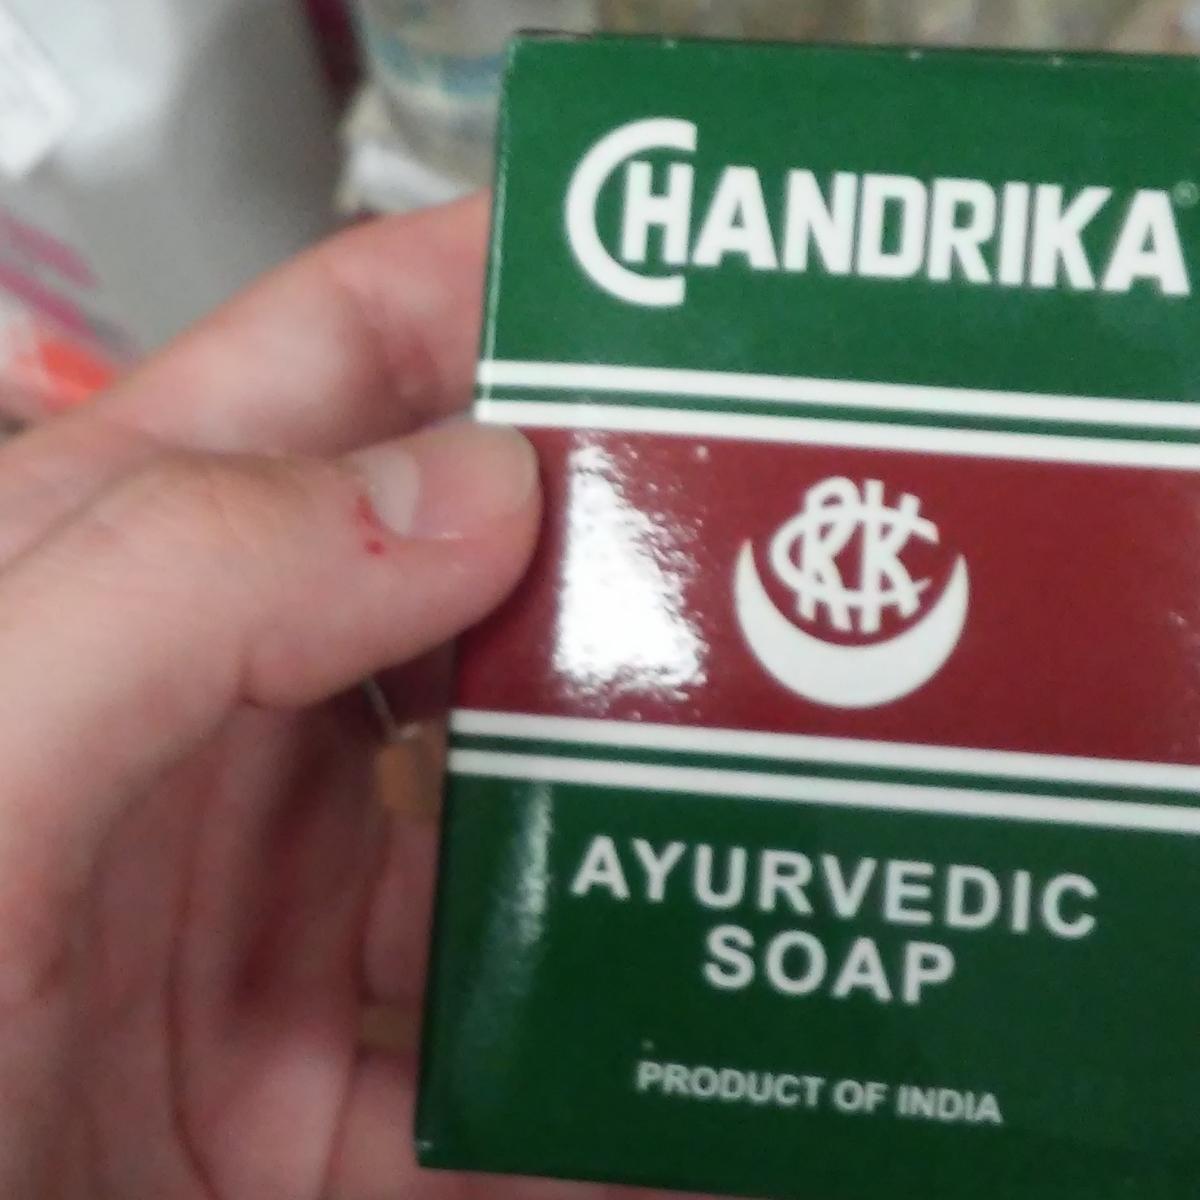 CHANDRIKA
AYURVEDIC
SOAP
PRODUCT OF INDIA